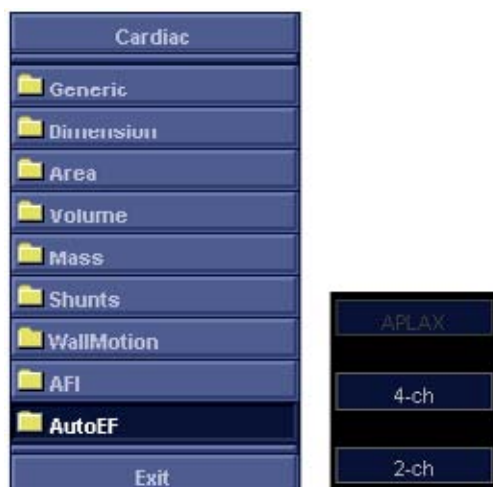 Cardiac
Generic
Dimension
Area
Volume
Mass
Shunts
WallMotion
AFI
AutoEF
Exit
APLAX
4-ch
2-ch